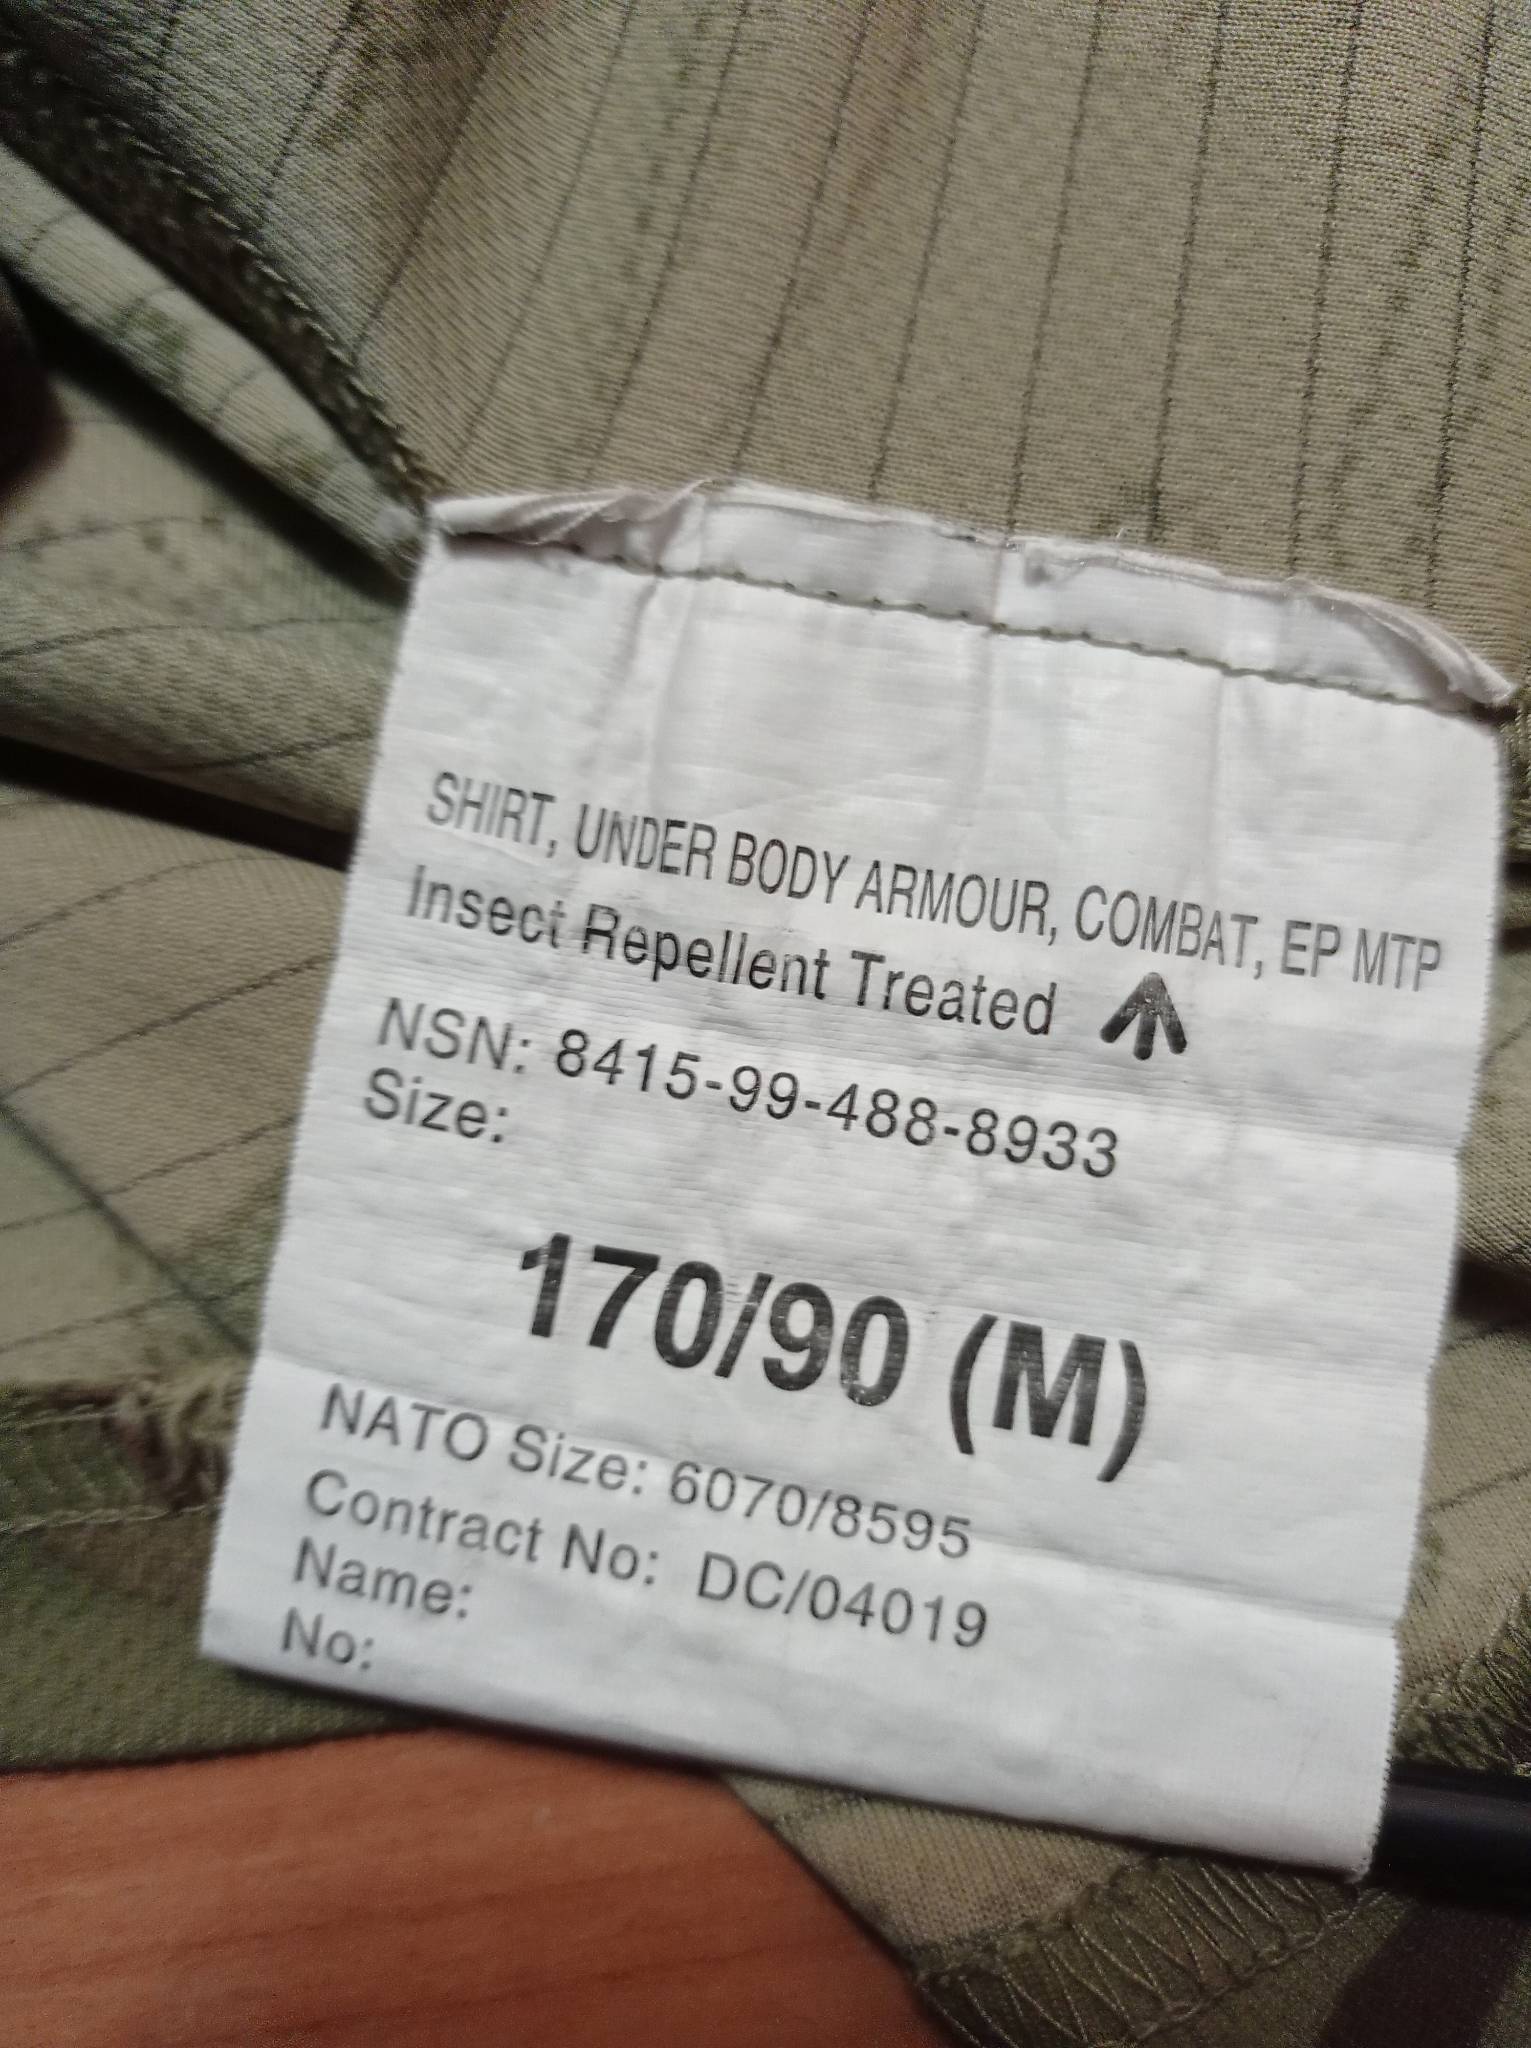 SHIRT, UNDER BODY ARMOUR, COMBAT, EP MTP
Insect Repellent Treated
NSN: 8415-99-488-8933
Size:
170/90 (M)
NATO Size: 6070/8595
Contract No: DC/04019
Name:
No: